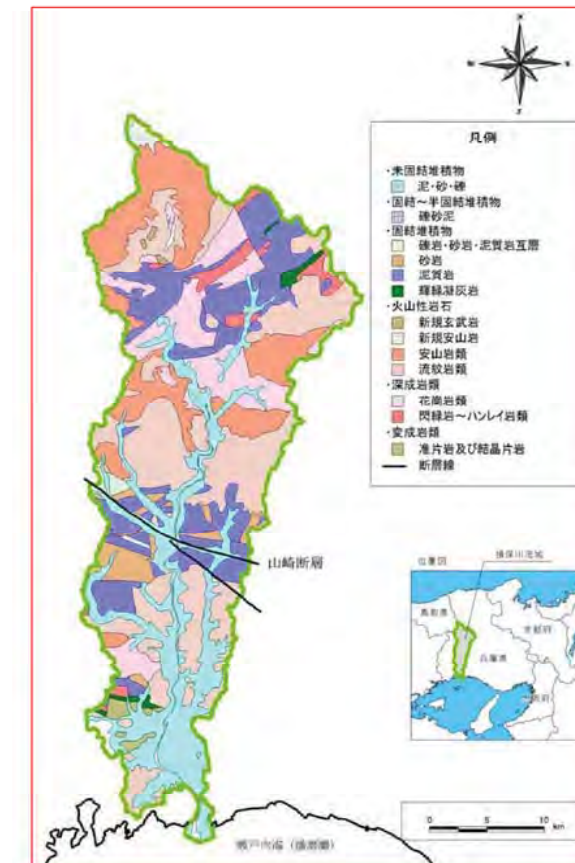 N
W
S
凡例
・未固結堆積物
泥・砂・礫
・固結～半固結堆積物
礫砂泥
・固結堆積物
礫岩・砂岩・泥質岩互層
砂岩
泥質岩
輝緑凝灰岩
・火山性岩石
新規玄武岩
新規安山岩
安山岩類
流紋岩類
・深成岩類
花崗岩類
閃緑岩～ハンレイ岩類
・変成岩類
准片岩及び結晶片岩
断層線
山崎断層
位置図
揖保川流域
鳥取県
京都府
兵庫県
瀬戸内海（播磨灘）
0 5 10
km